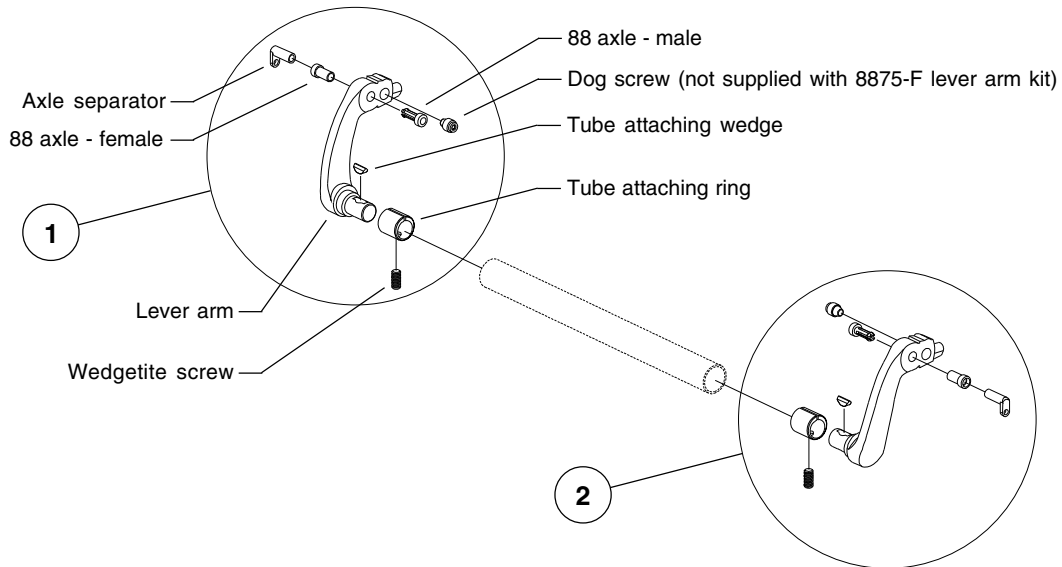 88 axle - male
Dog screw (not supplied with 8875-F lever arm kit)
Axle separator
Tube attaching wedge
88 axle - female
Tube attaching ring
1
Lever arm
Wedgetite screw
2